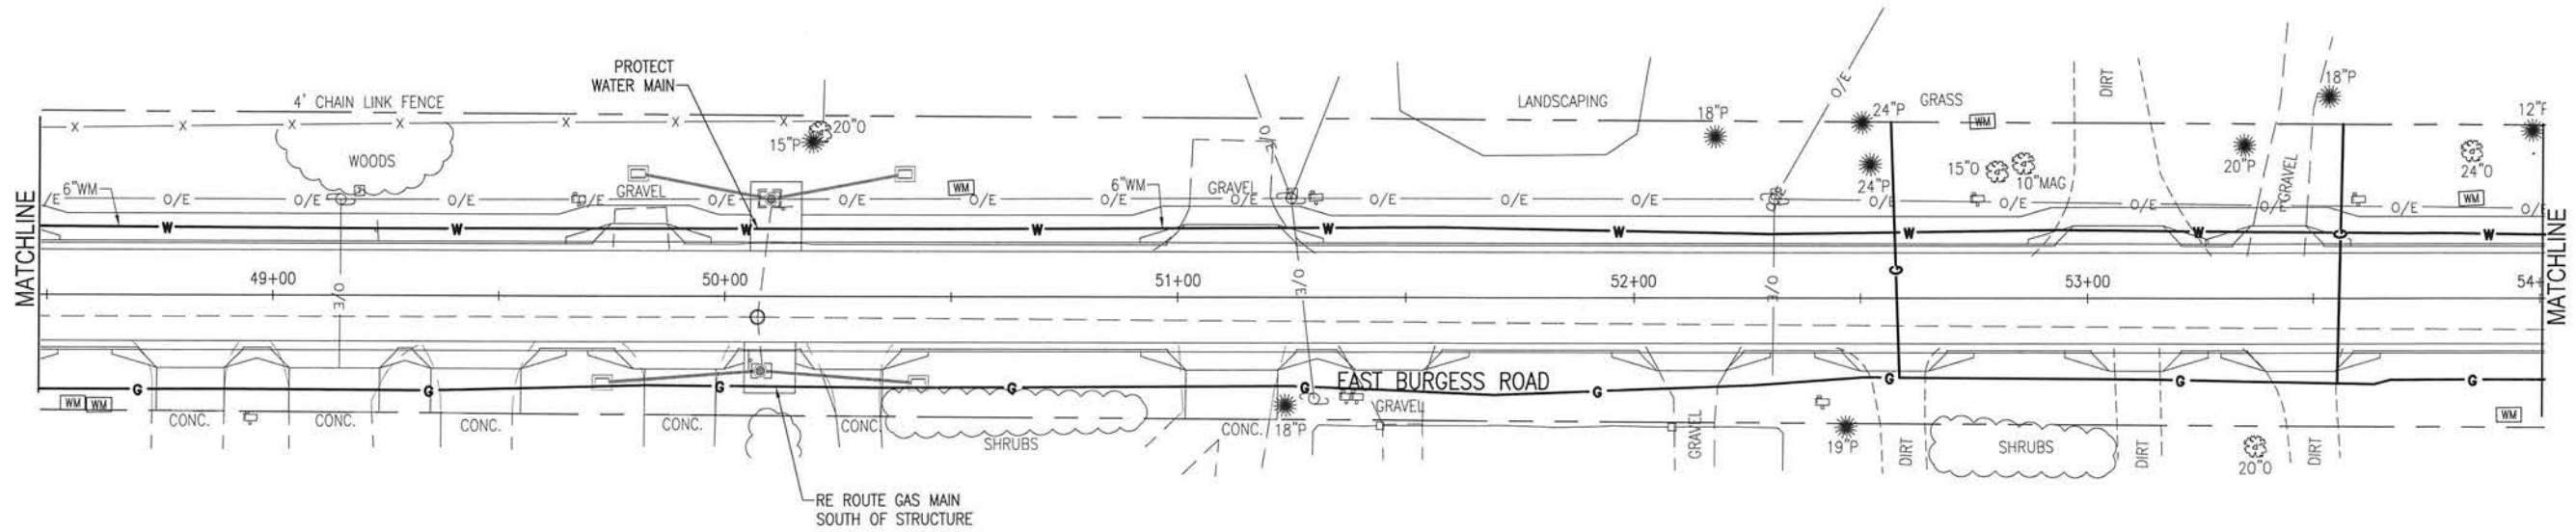 PROTECT
WATER MAIN
4' CHAIN LINK FENCE
X X X X X X X
WOODS
20"O
15"P
LANDSCAPING
18"P
24"P
GRASS
WM
DIRT
18"P
12"P
O/E
O/E
24"P
15"O
10"MAG
20"P
GRAVEL
24"O
6"WM
GRAVEL
WM
6"WM
GRAVEL
WM
/E O/E O/E O/E O/E O/E O/E O/E O/E O/E O/E O/E O/E O/E O/E O/E O/E O/E O/E O/
W W W W W W W W W
G
G
MATCHLINE
49+00 50+00 51+00 52+00 53+00 54+
MATCHLINE
O/E
O/E
O/E
G G G G G G G G G
EAST BURGESS ROAD
WM WM
CONC.
CONC.
CONC.
CONC.
CONC.
SHRUBS
CONC.
18"P
GRAVEL
GRAVEL
19"P
DIRT
SHRUBS
DIRT
20"O
DIRT
WM
RE ROUTE GAS MAIN
SOUTH OF STRUCTURE